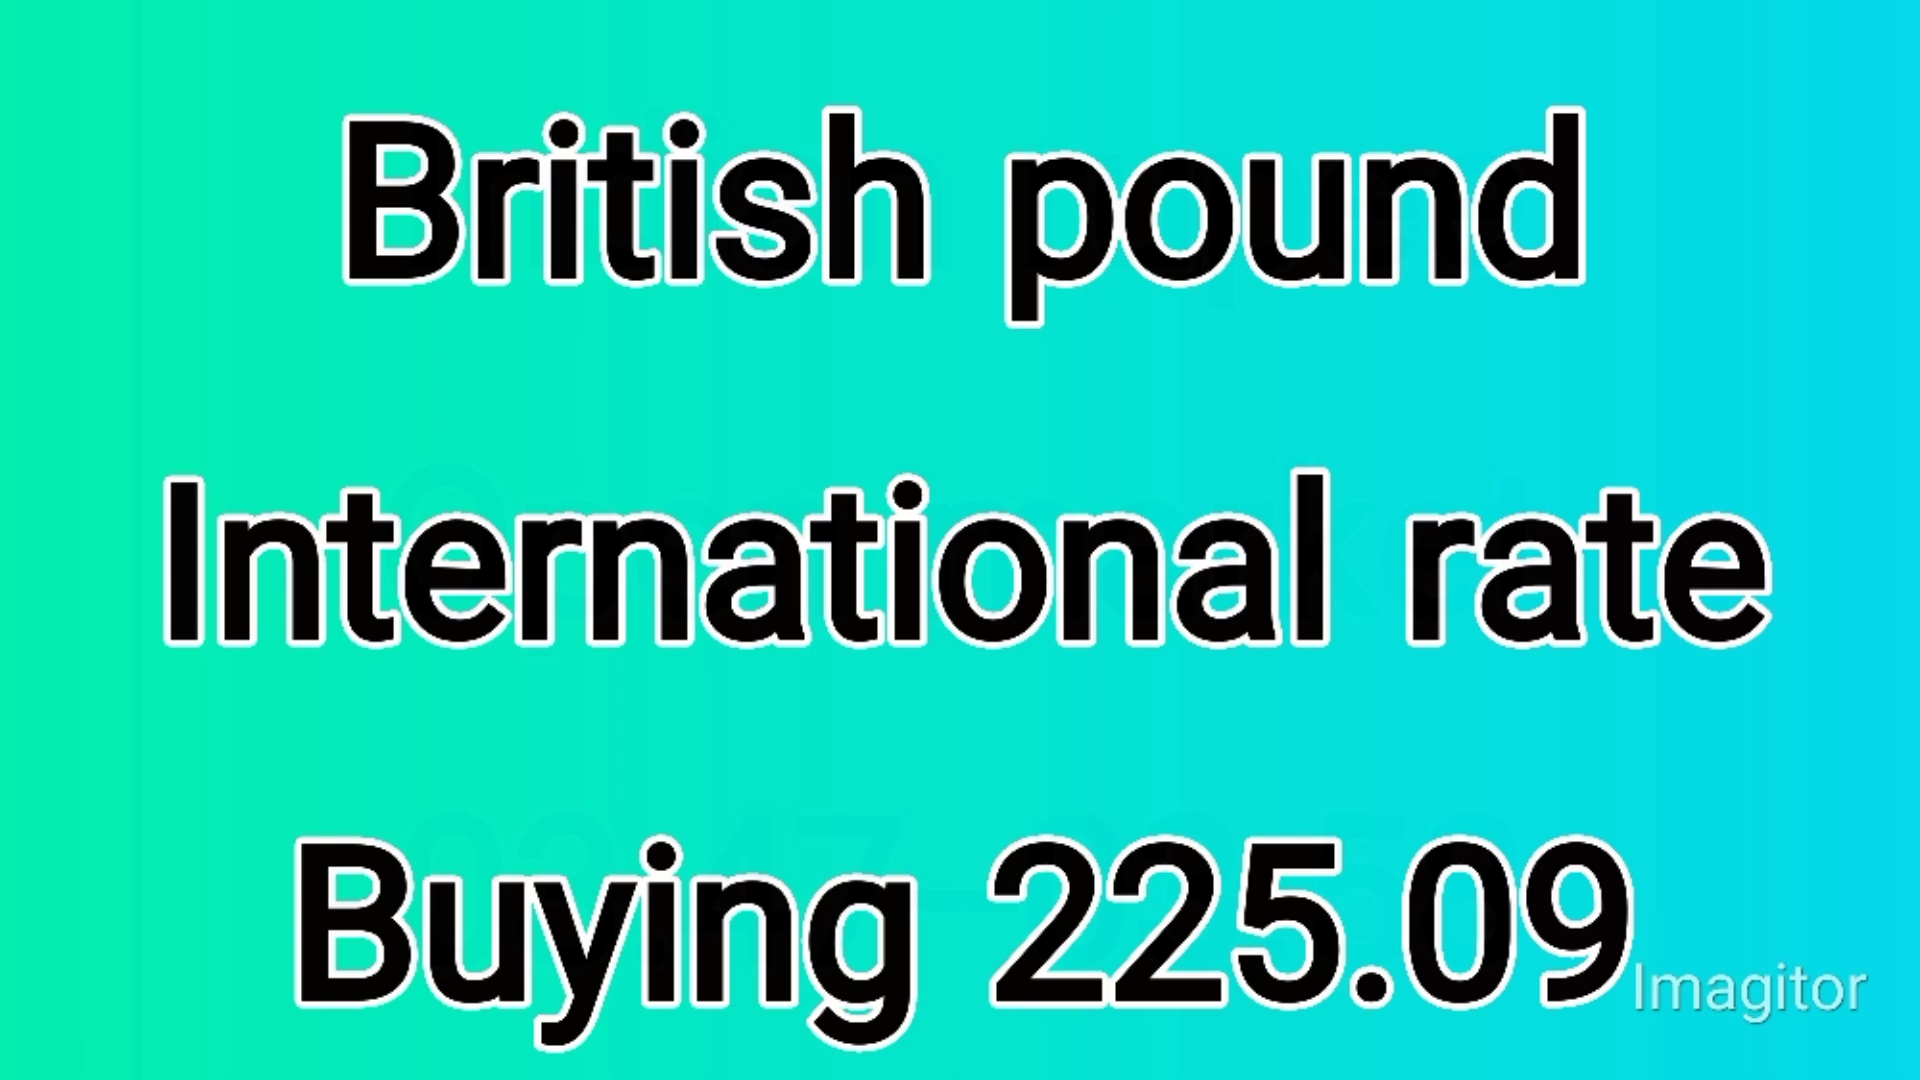 British pound
International rate
Buying 225.09
Imagitor